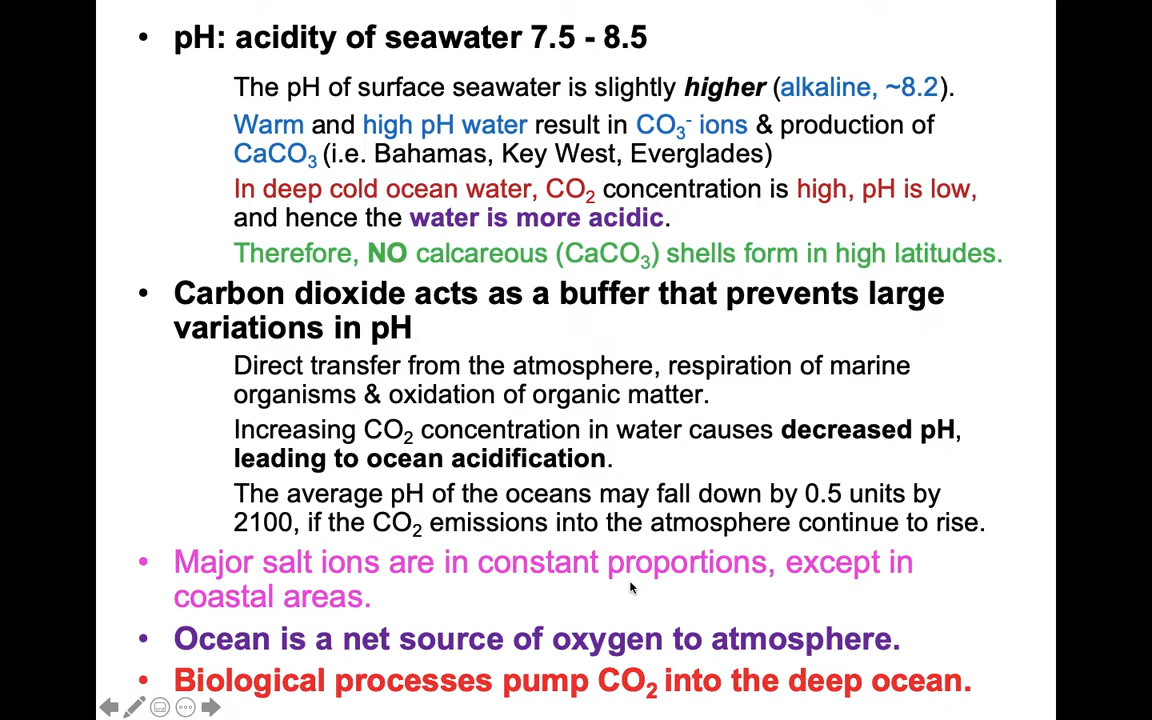 • pH: acidity of seawater 7.5 - 8.5
The pH of surface seawater is slightly higher (alkaline, ~8.2).
Warm and high pH water result in CO₃⁻ ions & production of
CaCO₃ (i.e. Bahamas, Key West, Everglades)
In deep cold ocean water, CO₂ concentration is high, pH is low,
and hence the water is more acidic.
Therefore, NO calcareous (CaCO₃) shells form in high latitudes.
• Carbon dioxide acts as a buffer that prevents large
variations in pH
Direct transfer from the atmosphere, respiration of marine
organisms & oxidation of organic matter.
Increasing CO₂ concentration in water causes decreased pH,
leading to ocean acidification.
The average pH of the oceans may fall down by 0.5 units by
2100, if the CO₂ emissions into the atmosphere continue to rise.
• Major salt ions are in constant proportions, except in
coastal areas.
• Ocean is a net source of oxygen to atmosphere.
• Biological processes pump CO₂ into the deep ocean.